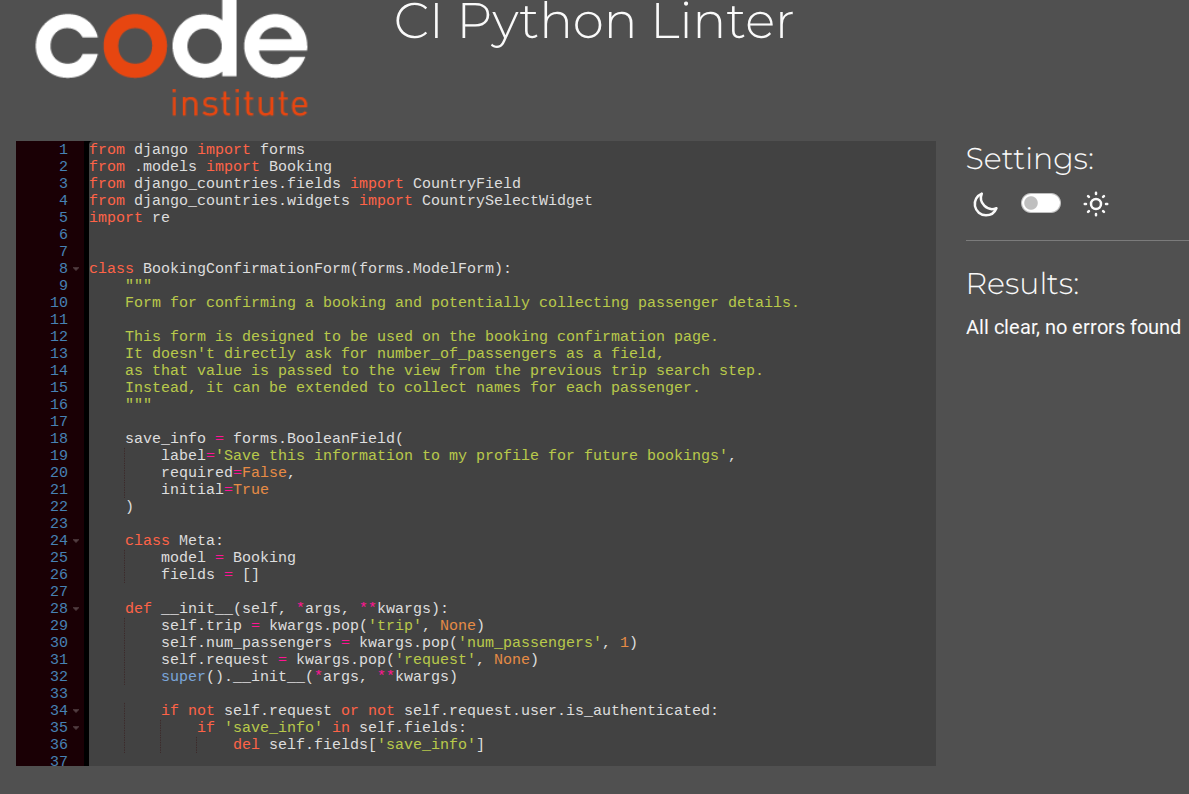 code
institute
CI Python Linter
1 from django import forms
2 from .models import Booking
3 from django_countries.fields import CountryField
4 from django_countries.widgets import CountrySelectWidget
5 import re
6
7
8 class BookingConfirmationForm(forms.ModelForm):
9     """
10     Form for confirming a booking and potentially collecting passenger details.
11
12     This form is designed to be used on the booking confirmation page.
13     It doesn't directly ask for number_of_passengers as a field,
14     as that value is passed to the view from the previous trip search step.
15     Instead, it can be extended to collect names for each passenger.
16     """
17
18     save_info = forms.BooleanField(
19         label='Save this information to my profile for future bookings',
20         required=False,
21         initial=True
22     )
23
24     class Meta:
25         model = Booking
26         fields = []
27
28     def __init__(self, *args, **kwargs):
29         self.trip = kwargs.pop('trip', None)
30         self.num_passengers = kwargs.pop('num_passengers', 1)
31         self.request = kwargs.pop('request', None)
32         super().__init__(*args, **kwargs)
33
34         if not self.request or not self.request.user.is_authenticated:
35             if 'save_info' in self.fields:
36                 del self.fields['save_info']
37
Settings:
Results:
All clear, no errors found